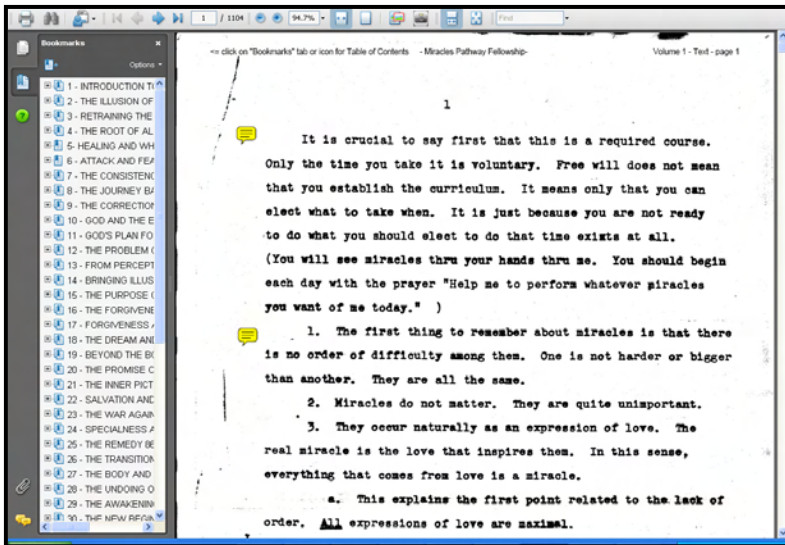 1 / 1104
94.7%
Find
Bookmarks x
Options
1 - INTRODUCTION T
2 - THE ILLUSION OF
3 - RETRAINING THE
4 - THE ROOT OF AL
5- HEALING AND WH
6 - ATTACK AND FEA
7 - THE CONSISTENC
8 - THE JOURNEY BA
9 - THE CORRECTION
10 - GOD AND THE E
11 - GOD'S PLAN FO
12 - THE PROBLEM
13 - FROM PERCEPT
14 - BRINGING ILLUS
15 - THE PURPOSE
16 - THE FORGIVENE
17 - FORGIVENESS
18 - THE DREAM AND
19 - BEYOND THE BO
20 - THE PROMISE C
21 - THE INNER PICT
22 - SALVATION AND
23 - THE WAR AGAIN
24 - SPECIALNESS A
25 - THE REMEDY
26 - THE TRANSITION
27 - THE BODY AND
28 - THE UNDOING O
29 - THE AWAKENING
30 - THE NEW BEGIN
<= click on "Bookmarks" tab or icon for Table of Contents - Miracles Pathway Fellowship- Volume 1 - Text - page 1
1
It is crucial to say first that this is a required course.
Only the time you take it is voluntary. Free will does not mean
that you establish the curriculum. It means only that you can
elect what to take when. It is just because you are not ready
to do what you should elect to do that time exists at all.
(You will see miracles thru your hands thru me. You should begin
each day with the prayer "Help me to perform whatever miracles
you want of me today." )
1. The first thing to remember about miracles is that there
is no order of difficulty among them. One is not harder or bigger
than another. They are all the same.
2. Miracles do not matter. They are quite unimportant.
3. They occur naturally as an expression of love. The
real miracle is the love that inspires them. In this sense,
everything that comes from love is a miracle.
a. This explains the first point related to the lack of
order. All expressions of love are maximal.